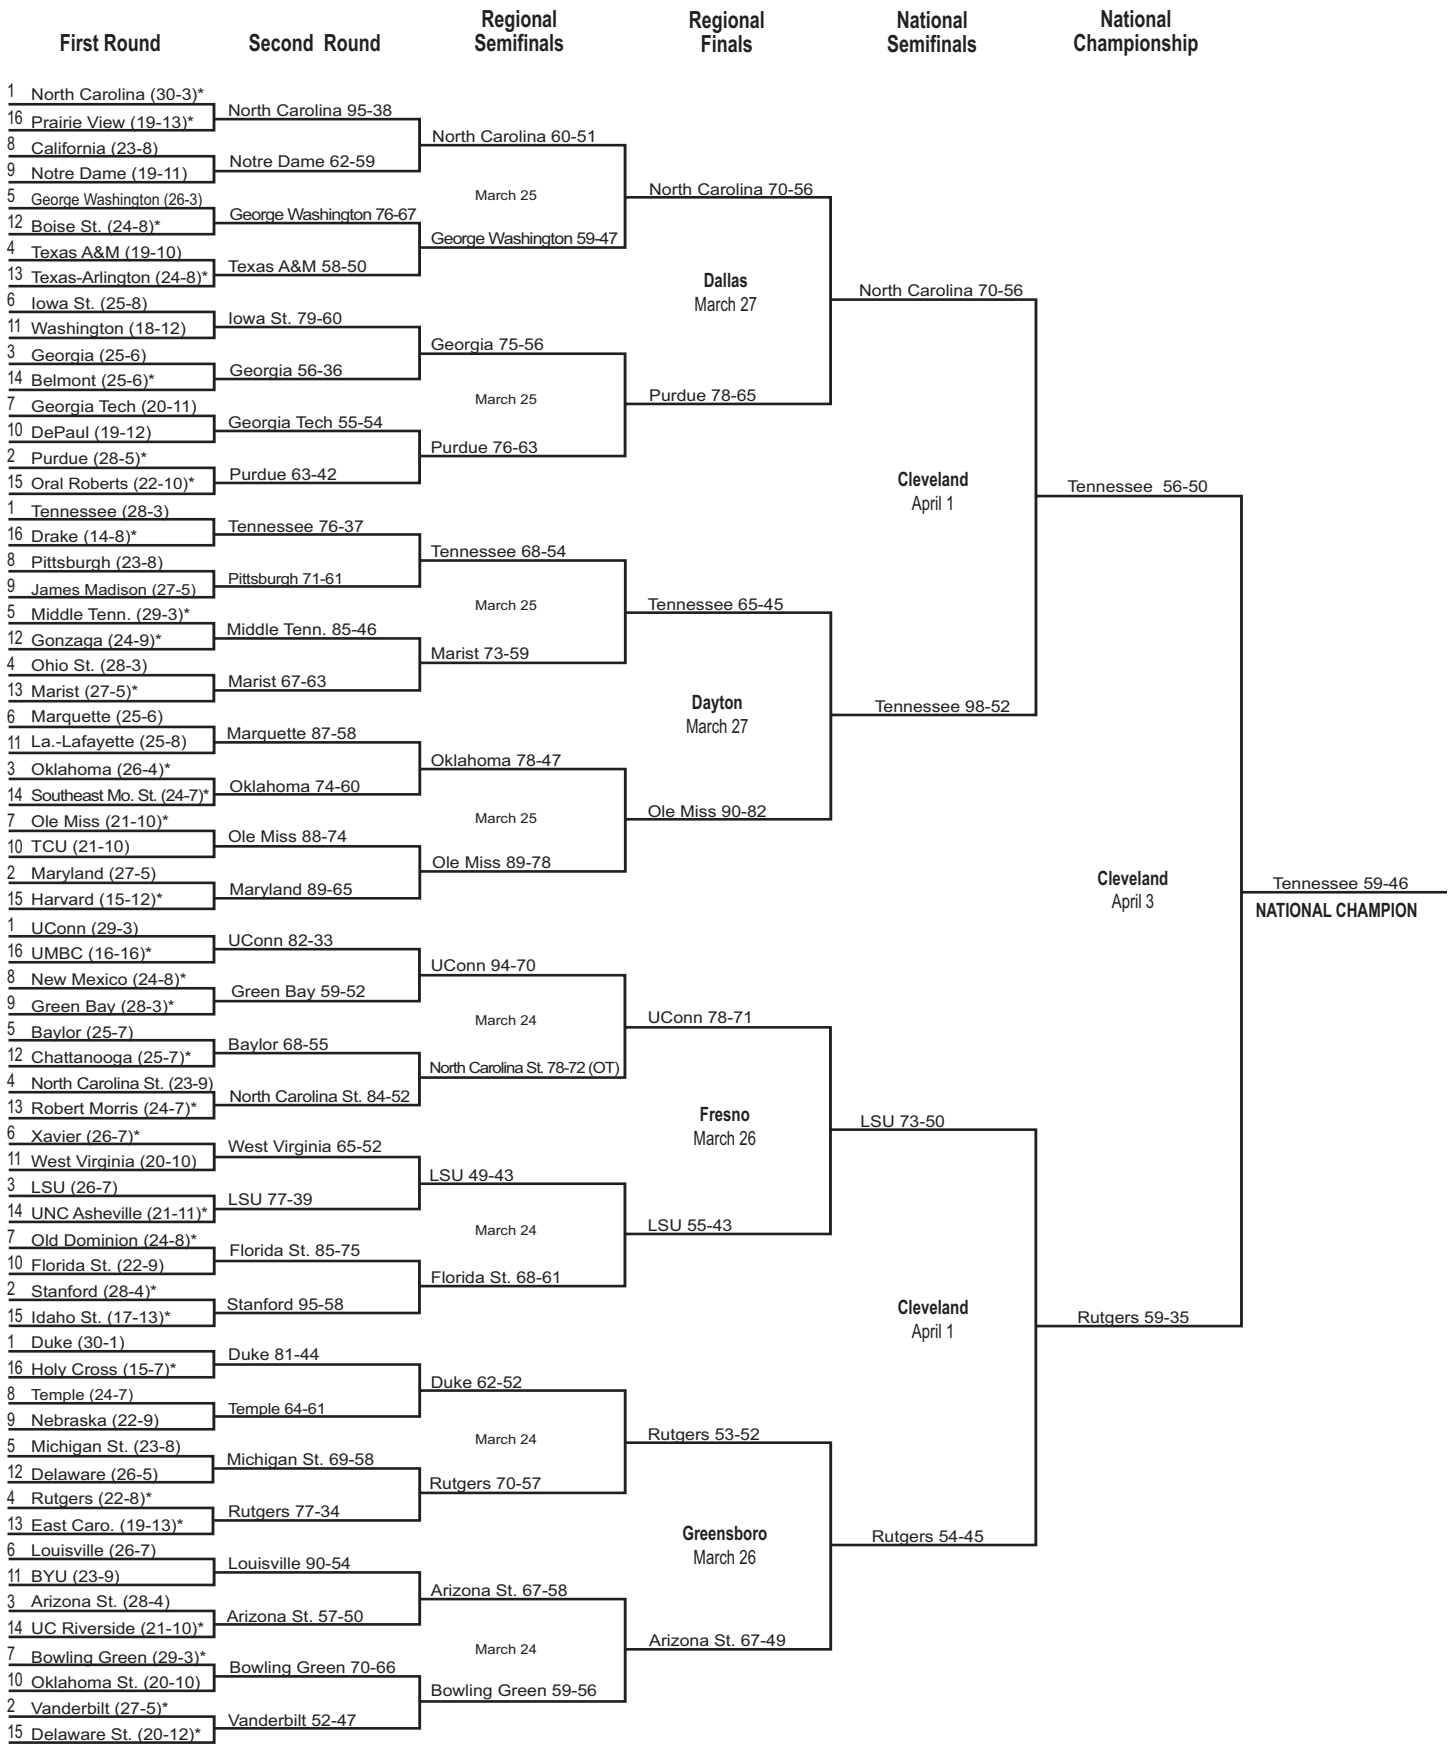 First Round
Second Round
Regional
Semifinals
Regional
Finals
National
Semifinals
National
Championship
1 North Carolina (30-3)*
16 Prairie View (19-13)*
8 California (23-8)
9 Notre Dame (19-11)
5 George Washington (26-3)
12 Boise St. (24-8)*
4 Texas A&M (19-10)
13 Texas-Arlington (24-8)*
6 Iowa St. (25-8)
11 Washington (18-12)
3 Georgia (25-6)
14 Belmont (25-6)*
7 Georgia Tech (20-11)
10 DePaul (19-12)
2 Purdue (28-5)*
15 Oral Roberts (22-10)*
1 Tennessee (28-3)
16 Drake (14-8)*
8 Pittsburgh (23-8)
9 James Madison (27-5)
5 Middle Tenn. (29-3)*
12 Gonzaga (24-9)*
4 Ohio St. (28-3)
13 Marist (27-5)*
6 Marquette (25-6)
11 La.-Lafayette (25-8)
3 Oklahoma (26-4)*
14 Southeast Mo. St. (24-7)*
7 Ole Miss (21-10)*
10 TCU (21-10)
2 Maryland (27-5)
15 Harvard (15-12)*
1 UConn (29-3)
16 UMBC (16-16)*
8 New Mexico (24-8)*
9 Green Bay (28-3)*
5 Baylor (25-7)
12 Chattanooga (25-7)*
4 North Carolina St. (23-9)
13 Robert Morris (24-7)*
6 Xavier (26-7)*
11 West Virginia (20-10)
3 LSU (26-7)
14 UNC Asheville (21-11)*
7 Old Dominion (24-8)*
10 Florida St. (22-9)
2 Stanford (28-4)*
15 Idaho St. (17-13)*
1 Duke (30-1)
16 Holy Cross (15-7)*
8 Temple (24-7)
9 Nebraska (22-9)
5 Michigan St. (23-8)
12 Delaware (26-5)
4 Rutgers (22-8)*
13 East Caro. (19-13)*
6 Louisville (26-7)
11 BYU (23-9)
3 Arizona St. (28-4)
14 UC Riverside (21-10)*
7 Bowling Green (29-3)*
10 Oklahoma St. (20-10)
2 Vanderbilt (27-5)*
15 Delaware St. (20-12)*
North Carolina 95-38
Notre Dame 62-59
George Washington 76-67
Texas A&M 58-50
Iowa St. 79-60
Georgia 56-36
Georgia Tech 55-54
Purdue 63-42
Tennessee 76-37
Pittsburgh 71-61
Middle Tenn. 85-46
Marist 67-63
Marquette 87-58
Oklahoma 74-60
Ole Miss 88-74
Maryland 89-65
UConn 82-33
Green Bay 59-52
Baylor 68-55
North Carolina St. 84-52
West Virginia 65-52
LSU 77-39
Florida St. 85-75
Stanford 95-58
Duke 81-44
Temple 64-61
Michigan St. 69-58
Rutgers 77-34
Louisville 90-54
Arizona St. 57-50
Bowling Green 70-66
Vanderbilt 52-47
North Carolina 60-51
March 25
George Washington 59-47
Georgia 75-56
March 25
Purdue 76-63
Tennessee 68-54
March 25
Marist 73-59
Oklahoma 78-47
March 25
Ole Miss 89-78
UConn 94-70
March 24
North Carolina St. 78-72 (OT)
LSU 49-43
March 24
Florida St. 68-61
Duke 62-52
March 24
Rutgers 70-57
Arizona St. 67-58
March 24
Bowling Green 59-56
North Carolina 70-56
Dallas
March 27
Purdue 78-65
Tennessee 65-45
Dayton
March 27
Ole Miss 90-82
UConn 78-71
Fresno
March 26
LSU 55-43
Rutgers 53-52
Greensboro
March 26
Arizona St. 67-49
North Carolina 70-56
Cleveland
April 1
Tennessee 98-52
LSU 73-50
Cleveland
April 1
Rutgers 54-45
Tennessee 56-50
Cleveland
April 3
Rutgers 59-35
Tennessee 59-46
NATIONAL CHAMPION